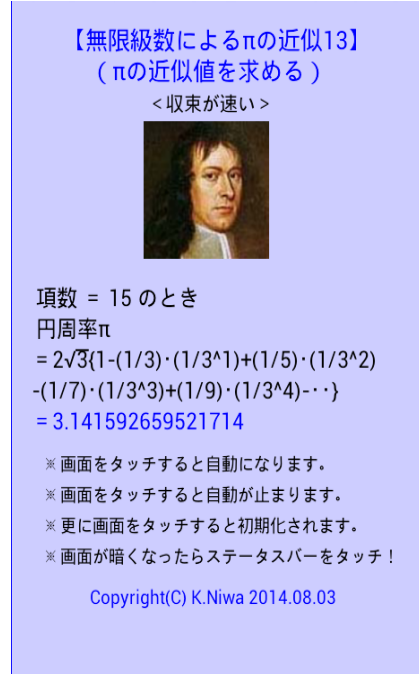 【無限級数によるπの近似13】
( πの近似値を求める )
<収束が速い>
項数 = 15 のとき
円周率π
= 2√3{1-(1/3)･(1/3^1)+(1/5)･(1/3^2)
-(1/7)･(1/3^3)+(1/9)･(1/3^4)-･･}
= 3.141592659521714
※画面をタッチすると自動になります。
※画面をタッチすると自動が止まります。
※更に画面をタッチすると初期化されます。
※画面が暗くなったらステータスバーをタッチ！
Copyright(C) K.Niwa 2014.08.03